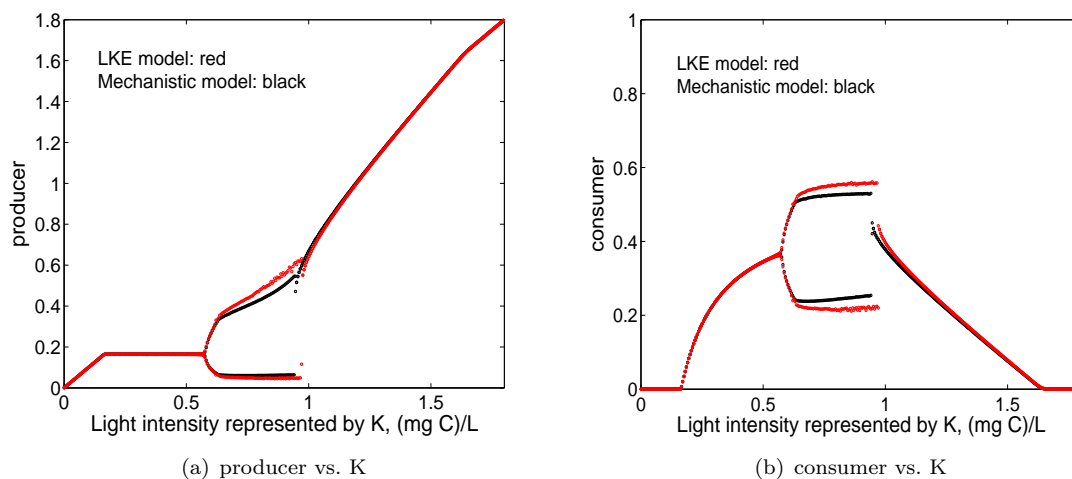 1.8
1.6
1.4
1.2
1
0.8
0.6
0.4
0.2
0
producer
LKE model: red
Mechanistic model: black
0
0.5
1
1.5
Light intensity represented by K, (mg C)/L
(a) producer vs. K
1
0.8
0.6
0.4
0.2
0
consumer
LKE model: red
Mechanistic model: black
0
0.5
1
1.5
Light intensity represented by K, (mg C)/L
(b) consumer vs. K